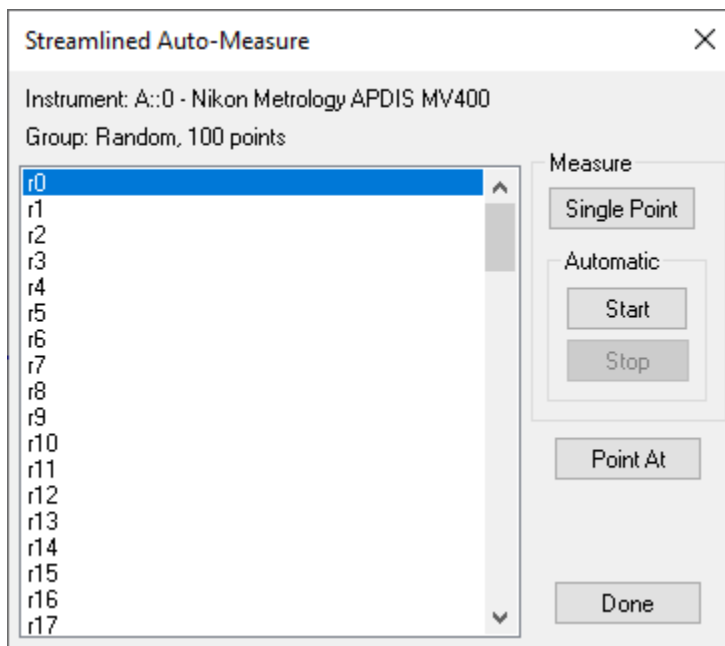 Streamlined Auto-Measure
Instrument: A::0 - Nikon Metrology APDIS MV400
Group: Random, 100 points
r0
r1
r2
r3
r4
r5
r6
r7
r8
r9
r10
r11
r12
r13
r14
r15
r16
r17
Measure
Single Point
Automatic
Start
Stop
Point At
Done